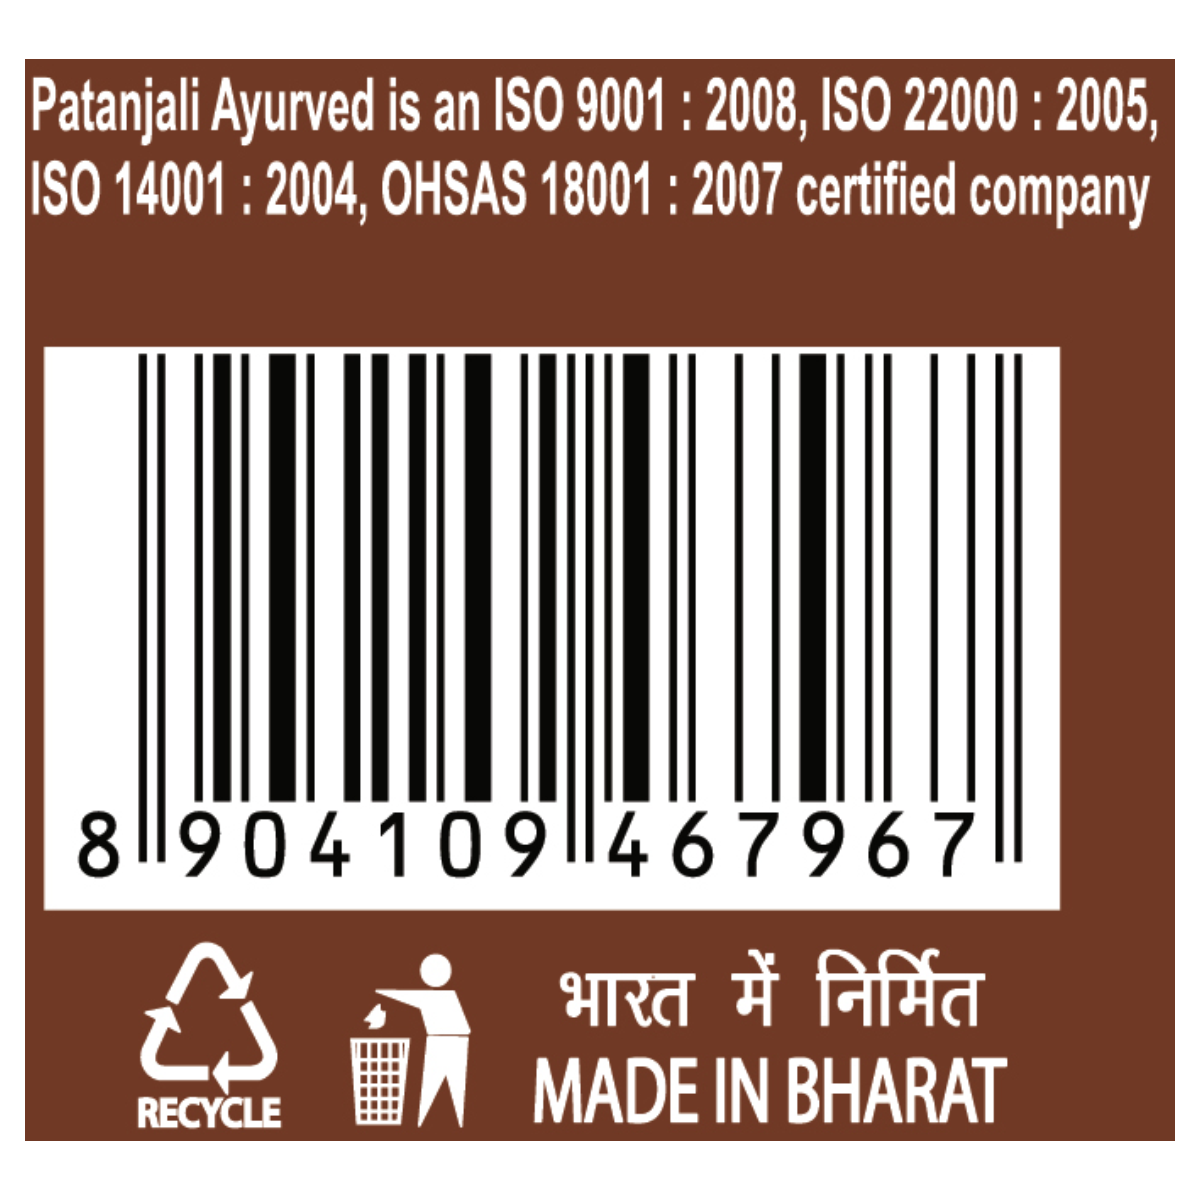 Patanjali Ayurved is an ISO 9001 : 2008, ISO 22000 : 2005,
ISO 14001 : 2004, OHSAS 18001 : 2007 certified company
8 904109 467967
RECYCLE
भारत में निर्मित
MADE IN BHARAT